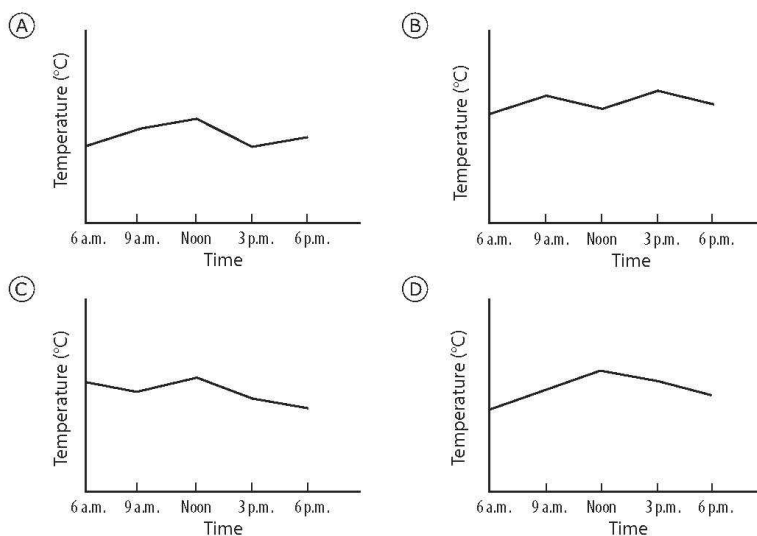 A
Temperature (°C)
6 a.m. 9 a.m. Noon 3 p.m. 6 p.m.
Time
B
Temperature (°C)
6 a.m. 9 a.m. Noon 3 p.m. 6 p.m.
Time
C
Temperature (°C)
6 a.m. 9 a.m. Noon 3 p.m. 6 p.m.
Time
D
Temperature (°C)
6 a.m. 9 a.m. Noon 3 p.m. 6 p.m.
Time